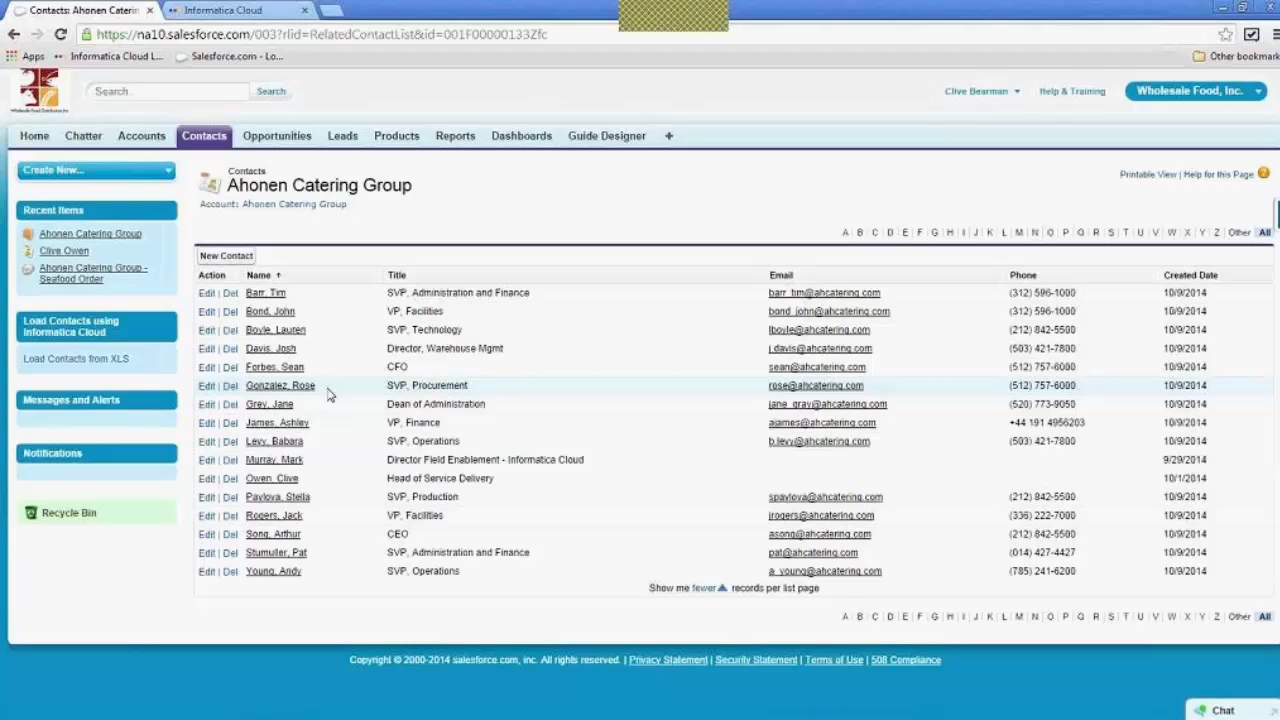 Contacts: Ahonen Caterin
Informatica Cloud
https://na10.salesforce.com/003?rlid=RelatedContactList&id=001F00000133Zfc
Apps Informatica Cloud L... Salesforce.com - Lo... Other bookmark
Search... Search Clive Bearman Help & Training Wholesale Food, Inc.
Home Chatter Accounts Contacts Opportunities Leads Products Reports Dashboards Guide Designer +
Create New...
Recent Items
Ahonen Catering Group
Clive Owen
Ahonen Catering Group -
Seafood Order
Load Contacts using
Informatica Cloud
Load Contacts from XLS
Messages and Alerts
Notifications
Recycle Bin
Contacts
Ahonen Catering Group
Account: Ahonen Catering Group
Printable View | Help for this Page
A B C D E F G H I J K L M N O P Q R S T U V W X Y Z Other All
New Contact
Action Name Title Email Phone Created Date
Edit | Del Barr, Tim SVP, Administration and Finance barr_tim@ahcatering.com (312) 596-1000 10/9/2014
Edit | Del Bond, John VP, Facilities bond_john@ahcatering.com (312) 596-1000 10/9/2014
Edit | Del Boyle, Lauren SVP, Technology lboyle@ahcatering.com (212) 842-5500 10/9/2014
Edit | Del Davis, Josh Director, Warehouse Mgmt j.davis@ahcatering.com (503) 421-7800 10/9/2014
Edit | Del Forbes, Sean CFO sean@ahcatering.com (512) 757-6000 10/9/2014
Edit | Del Gonzalez, Rose SVP, Procurement rose@ahcatering.com (512) 757-6000 10/9/2014
Edit | Del Grey, Jane Dean of Administration jane_gray@ahcatering.com (520) 773-9050 10/9/2014
Edit | Del James, Ashley VP, Finance ajames@ahcatering.com +44 191 4956203 10/9/2014
Edit | Del Levy, Babara SVP, Operations b.levy@ahcatering.com (503) 421-7800 10/9/2014
Edit | Del Murray, Mark Director Field Enablement - Informatica Cloud 9/29/2014
Edit | Del Owen, Clive Head of Service Delivery 10/1/2014
Edit | Del Pavlova, Stella SVP, Production spavlova@ahcatering.com (212) 842-5500 10/9/2014
Edit | Del Rogers, Jack VP, Facilities jrogers@ahcatering.com (336) 222-7000 10/9/2014
Edit | Del Song, Arthur CEO asong@ahcatering.com (212) 842-5500 10/9/2014
Edit | Del Stumuller, Pat SVP, Administration and Finance pat@ahcatering.com (014) 427-4427 10/9/2014
Edit | Del Young, Andy SVP, Operations a_young@ahcatering.com (785) 241-6200 10/9/2014
Show me fewer records per list page
A B C D E F G H I J K L M N O P Q R S T U V W X Y Z Other All
Copyright © 2000-2014 salesforce.com, inc. All rights reserved. | Privacy Statement | Security Statement | Terms of Use | 508 Compliance
Chat